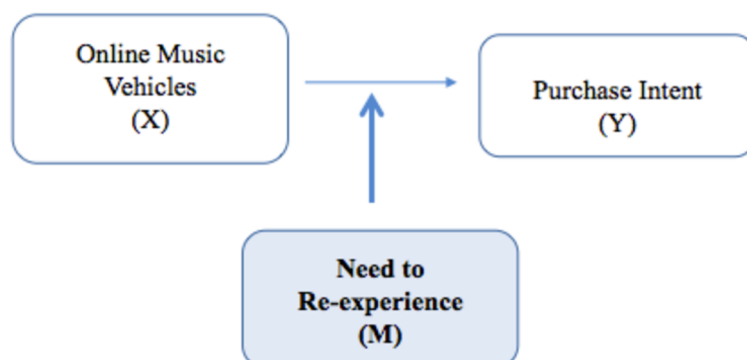 Online Music
Vehicles
(X)
Purchase Intent
(Y)
Need to
Re-experience
(M)